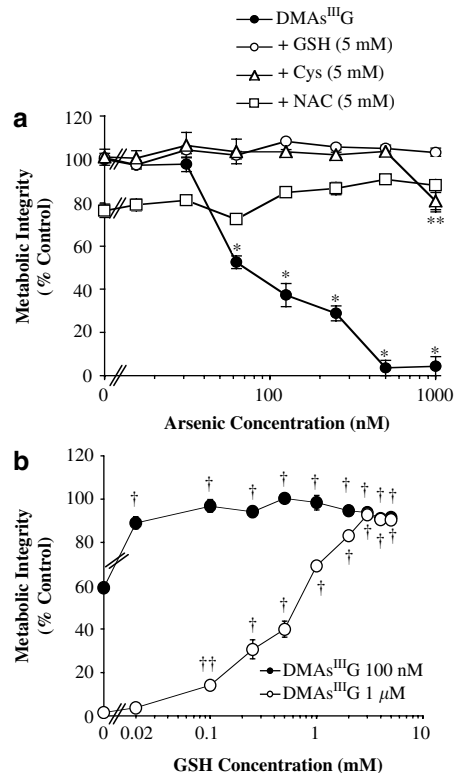 DMAsᴵᴵᴵG
+ GSH (5 mM)
+ Cys (5 mM)
+ NAC (5 mM)
a
120
100
80
60
40
20
0
Metabolic Integrity
(% Control)
*
*
*
*
*
**
0
100
1000
Arsenic Concentration (nM)
b
120
100
80
60
40
20
0
Metabolic Integrity
(% Control)
† † † † † † † † †
†† † † † † † † †
DMAsᴵᴵᴵG 100 nM
DMAsᴵᴵᴵG 1 μM
0 0.02 0.1 1 10
GSH Concentration (mM)